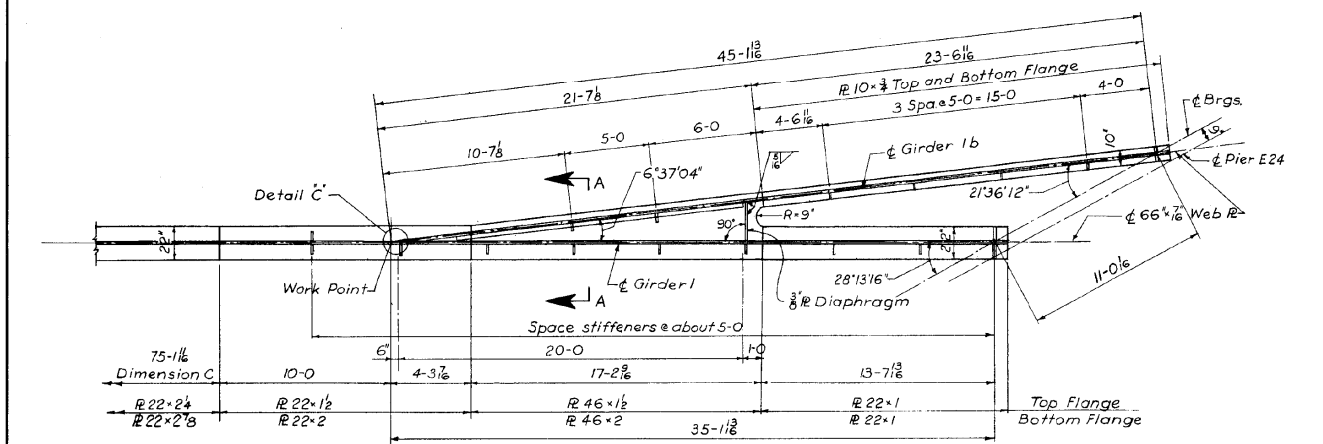 45-1 13/16
23-6 11/16
21-7 1/8
PL 10 × 3/4 Top and Bottom Flange
4-0
3 Spa. @ 5-0 = 15-0
6-0
4-6 11/16
5-0
10-7 1/8
℄ Brgs.
9"
10"
℄ Girder 1b
℄ Pier E24
5/16
A
6°37'04"
Detail "C"
21°36'12"
R=9"
℄ 66" × 7/16" Web PL
22"
90°
22"
11-0 1/16
28°13'16"
Work Point
℄ Girder 1
A
3/8 PL Diaphragm
Space stiffeners @ about 5-0
6"
20-0
1-0
75-1 1/16
Dimension C
10-0
4-3 7/16
17-2 9/16
13-7 13/16
PL 22 × 2 1/4
PL 22 × 1 1/2
PL 46 × 1 1/2
PL 22 × 1
Top Flange
PL 22 × 2 7/8
PL 22 × 2
PL 46 × 2
PL 22 × 1
Bottom Flange
35-1 13/16